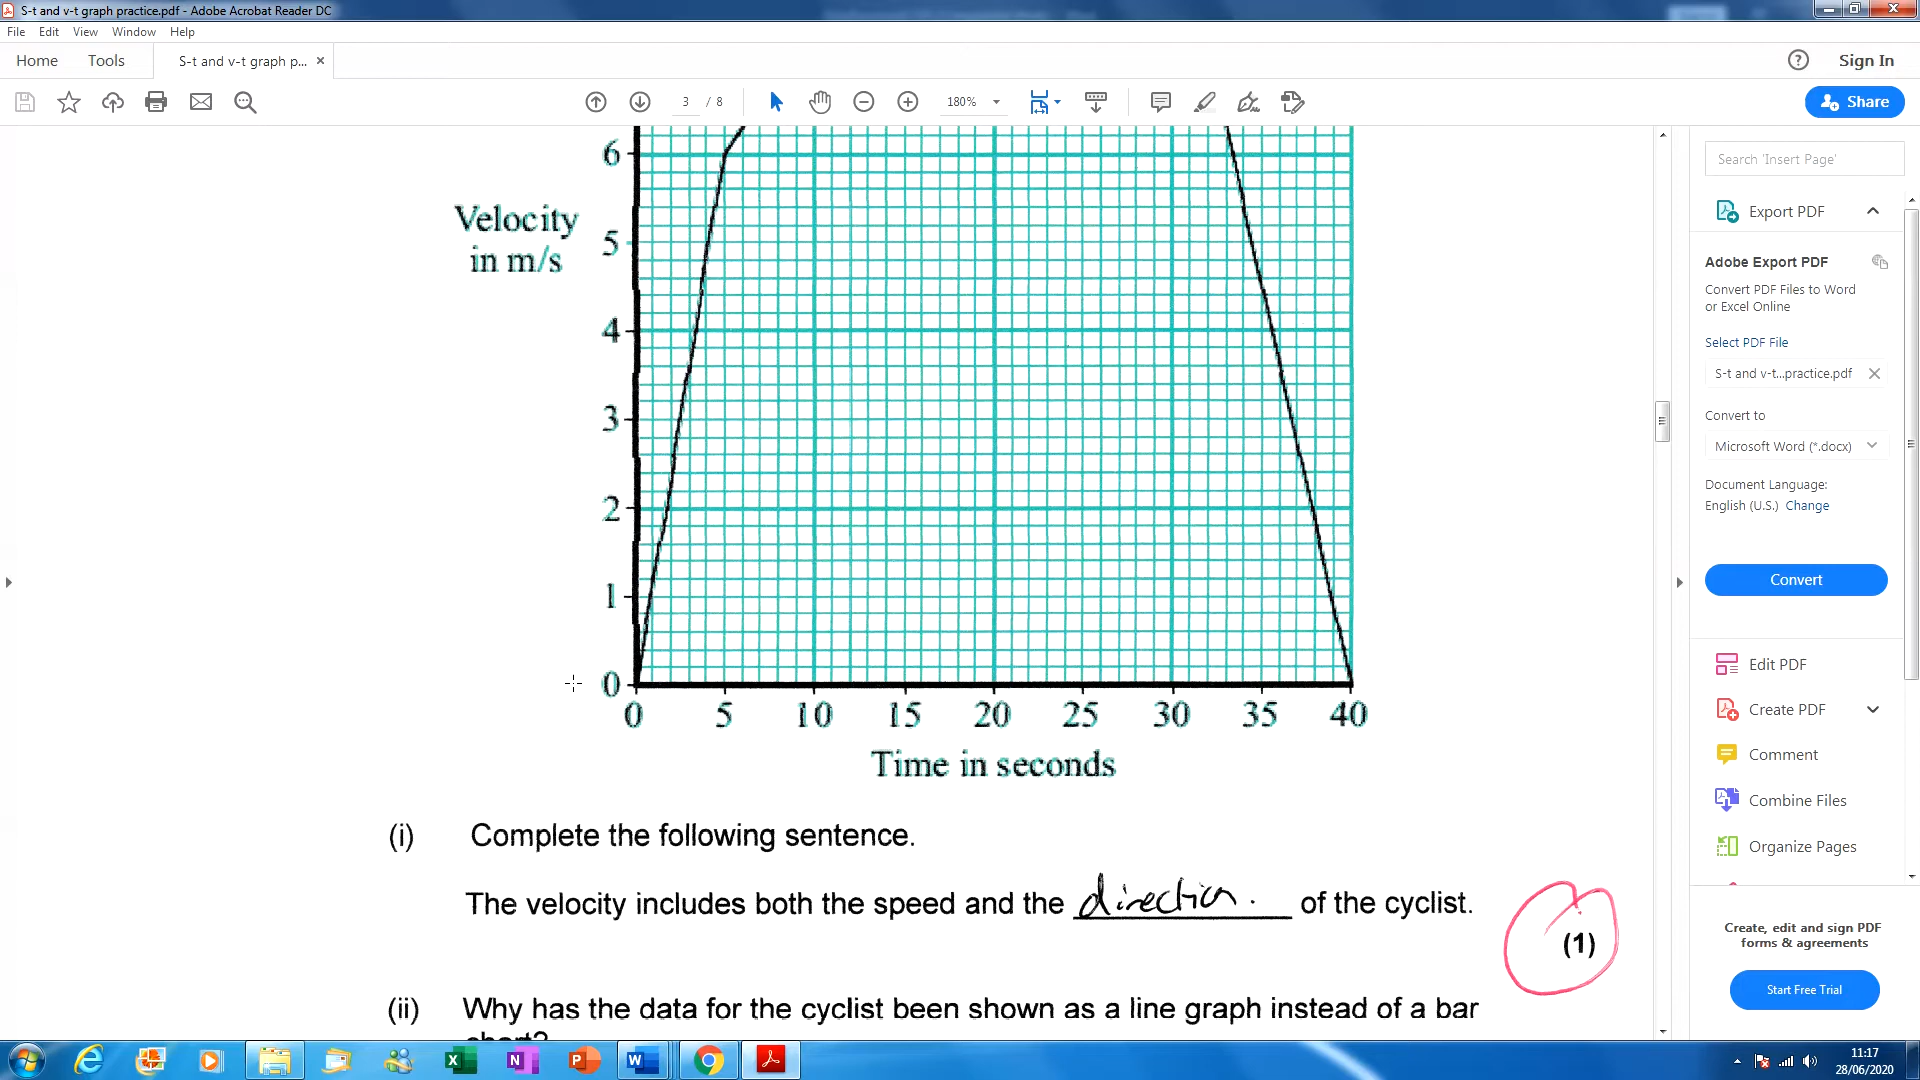 S-t and v-t graph practice.pdf - Adobe Acrobat Reader DC
File Edit View Window Help
Home Tools S-t and v-t graph p... ×
Sign In
3 / 8
180%
Share
6
Velocity
in m/s
5
4
3
2
1
0
0 5 10 15 20 25 30 35 40
Time in seconds
(i) Complete the following sentence.
The velocity includes both the speed and the direction. of the cyclist.
(1)
(ii) Why has the data for the cyclist been shown as a line graph instead of a bar
chart?
Search 'Insert Page'
Export PDF
Adobe Export PDF
Convert PDF Files to Word
or Excel Online
Select PDF File
S-t and v-t...practice.pdf
Convert to
Microsoft Word (*.docx)
Document Language:
English (U.S.) Change
Convert
Edit PDF
Create PDF
Comment
Combine Files
Organize Pages
Create, edit and sign PDF
forms & agreements
Start Free Trial
11:17
28/06/2020